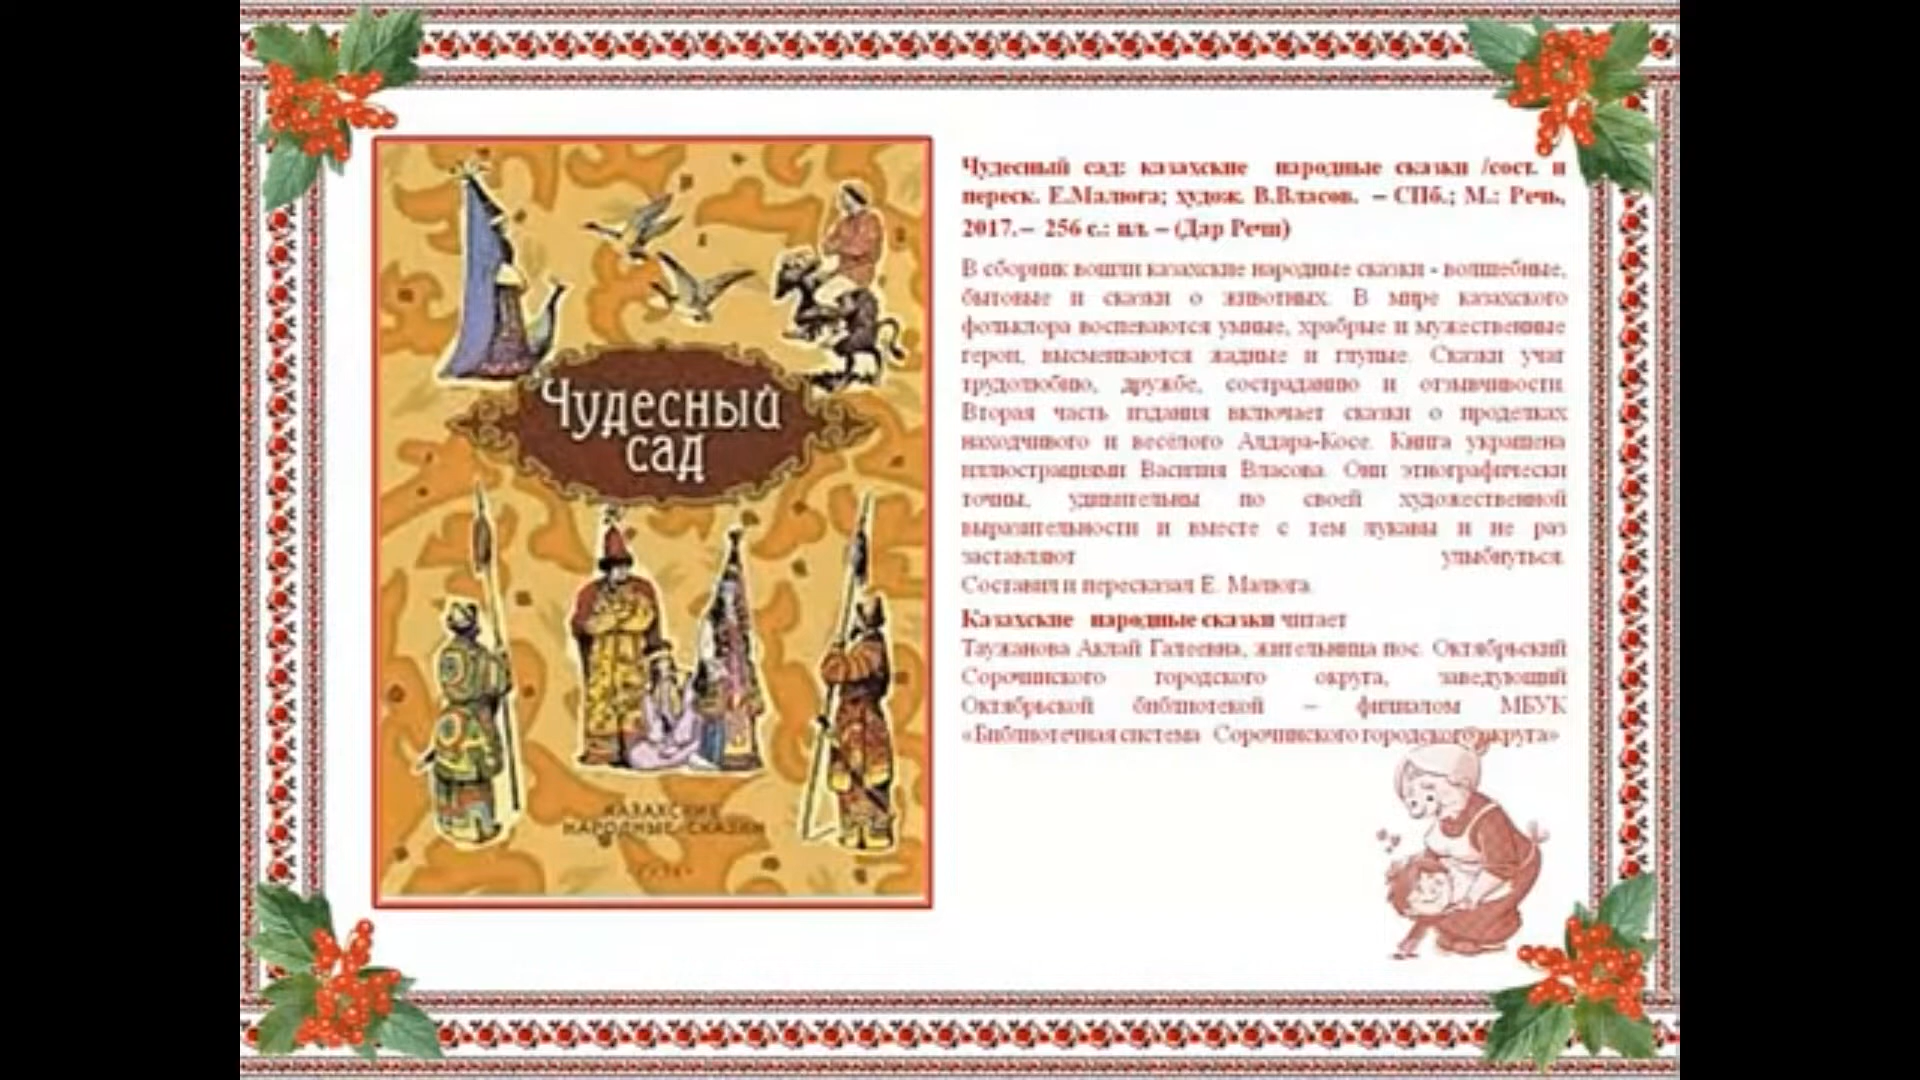 Чудесный
сад
КАЗАХСКИЕ
НАРОДНЫЕ СКАЗКИ
Чудесный сад: казахские народные сказки /сост. и
переск. Е.Малюга; худож. В.Власов. – СПб.; М.: Речь,
2017.– 256 с.: ил. – (Дар Речи)
В сборник вошли казахские народные сказки - волшебные,
бытовые и сказки о животных. В мире казахского
фольклора воспеваются умные, храбрые и мужественные
герои, высмеиваются жадные и глупые. Сказки учат
трудолюбию, дружбе, состраданию и отзывчивости.
Вторая часть издания включает сказки о проделках
находчивого и весёлого Алдара-Косе. Книга украшена
иллюстрациями Василия Власова. Они этнографически
точны, удивительны по своей художественной
выразительности и вместе с тем лукавы и не раз
заставляют улыбнуться.
Составил и пересказал Е. Малюга.
Казахские народные сказки читает
Таужанова Аклай Галеевна, жительница пос. Октябрьский
Сорочинского городского округа, заведующий
Октябрьской библиотекой – филиалом МБУК
«Библиотечная система Сорочинского городского округа»